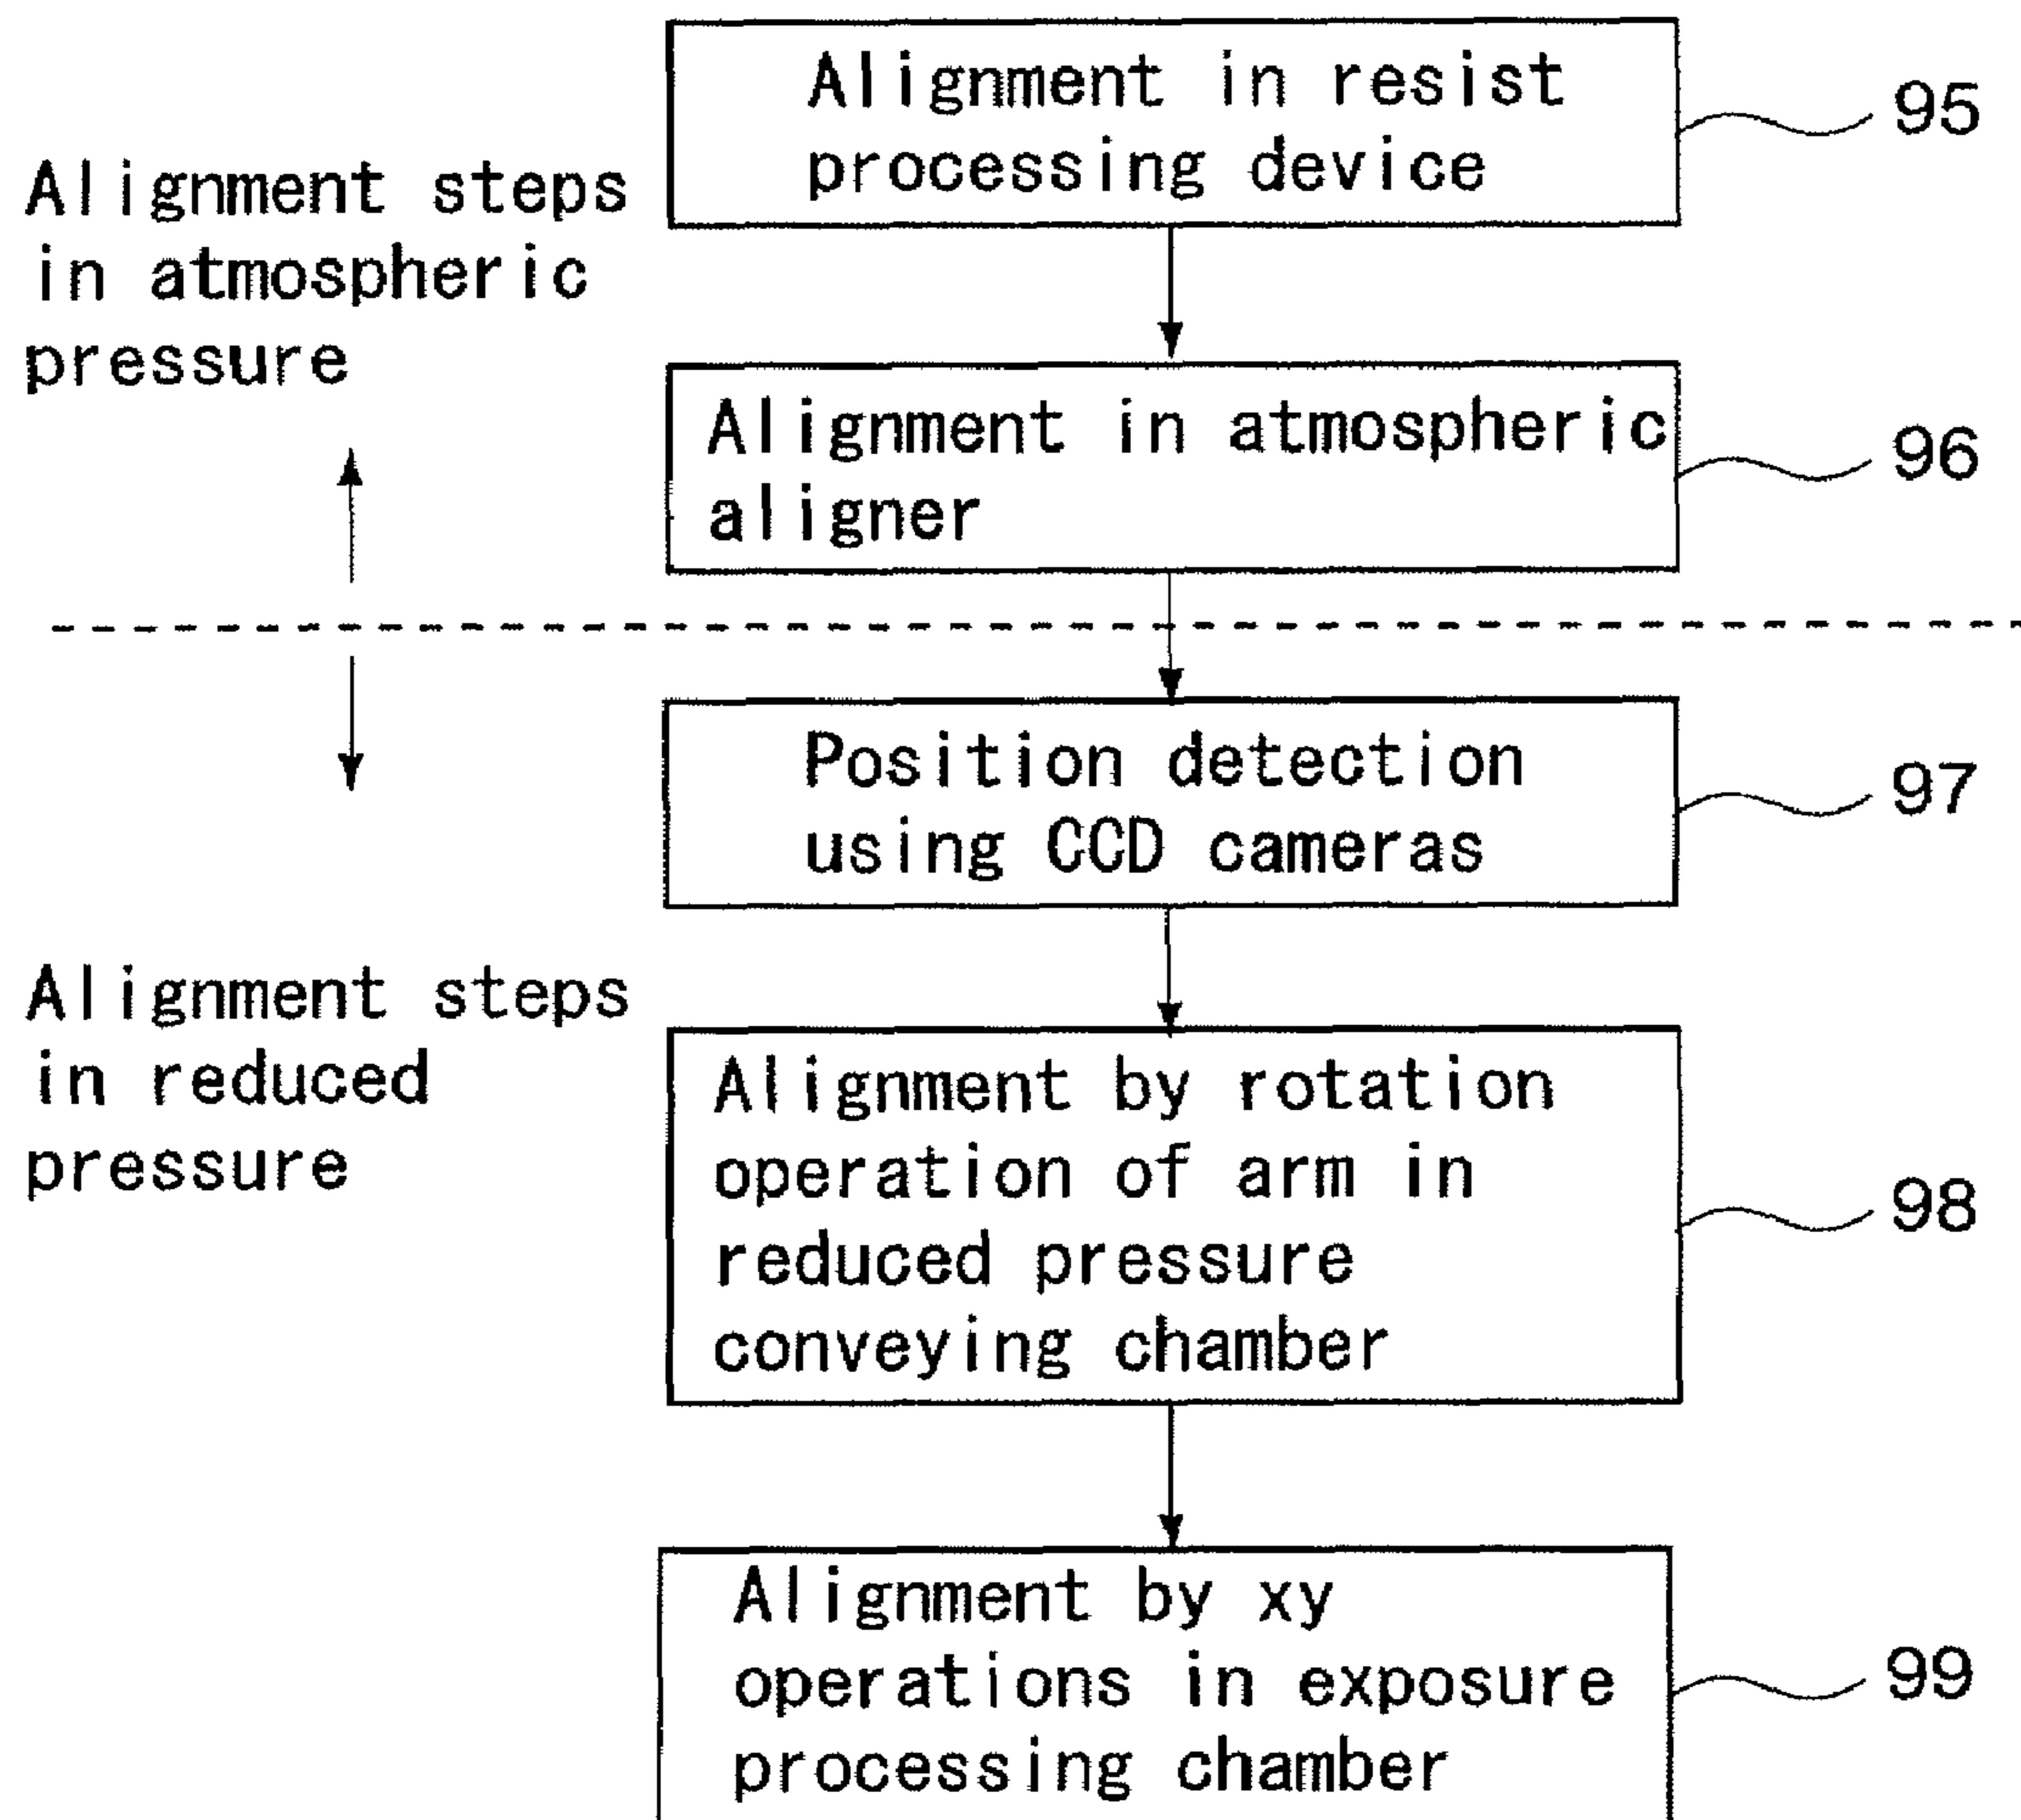 Alignment in resist
processing device
95
Alignment steps
in atmospheric
pressure
Alignment in atmospheric
aligner
96
Position detection
using CCD cameras
97
Alignment steps
in reduced
pressure
Alignment by rotation
operation of arm in
reduced pressure
conveying chamber
98
Alignment by xy
operations in exposure
processing chamber
99